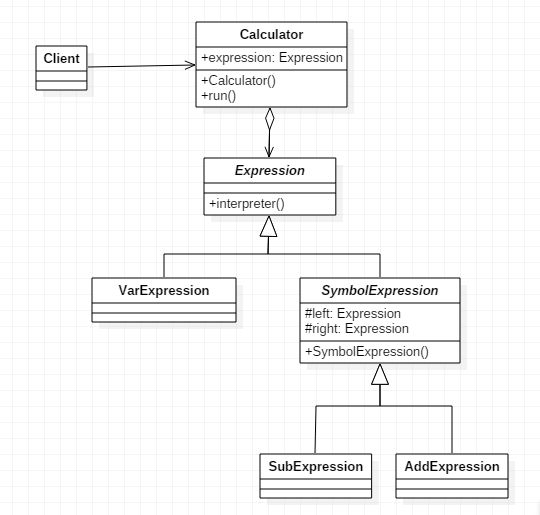 Calculator
+expression: Expression
+Calculator()
+run()
Client
Expression
+interpreter()
VarExpression
SymbolExpression
#left: Expression
#right: Expression
+SymbolExpression()
SubExpression
AddExpression